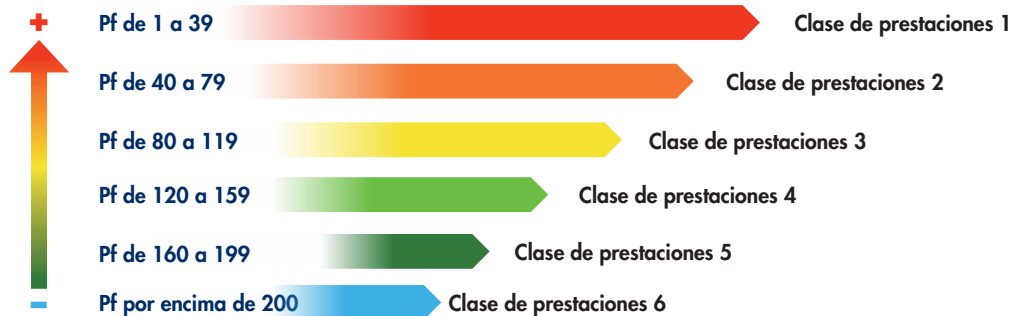 +
Pf de 1 a 39 Clase de prestaciones 1
Pf de 40 a 79 Clase de prestaciones 2
Pf de 80 a 119 Clase de prestaciones 3
Pf de 120 a 159 Clase de prestaciones 4
Pf de 160 a 199 Clase de prestaciones 5
- Pf por encima de 200 Clase de prestaciones 6